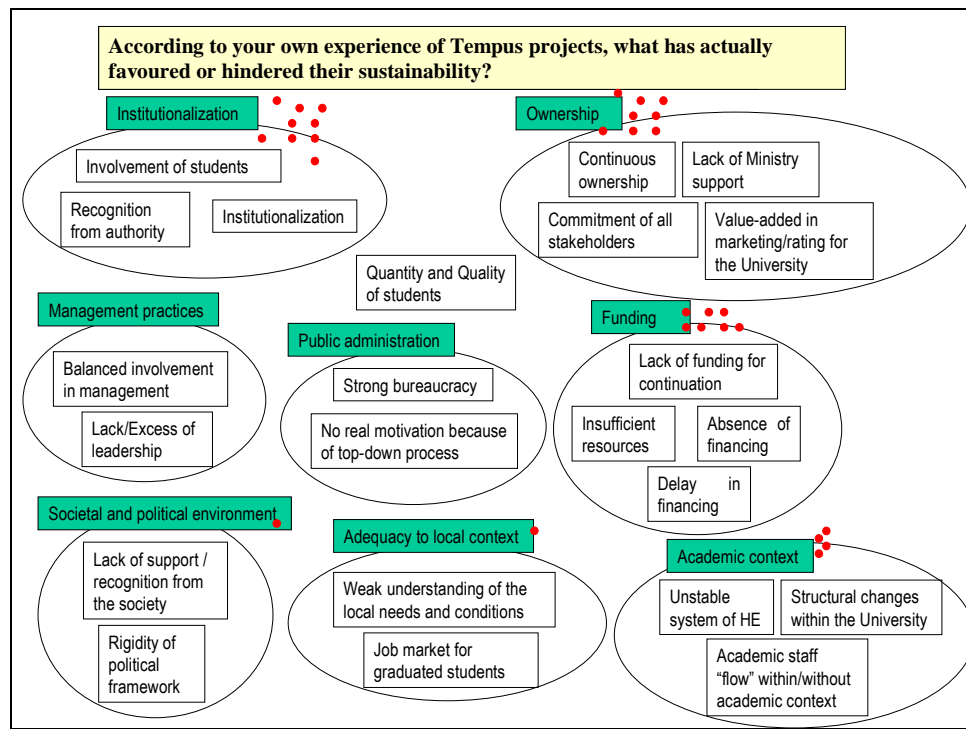 According to your own experience of Tempus projects, what has actually
favoured or hindered their sustainability?
Institutionalization
Involvement of students
Recognition
from authority
Institutionalization
Ownership
Continuous
ownership
Lack of Ministry
support
Commitment of all
stakeholders
Value-added in
marketing/rating for
the University
Quantity and Quality
of students
Management practices
Balanced involvement
in management
Lack/Excess of
leadership
Public administration
Strong bureaucracy
No real motivation because
of top-down process
Funding
Lack of funding for
continuation
Insufficient
resources
Absence of
financing
Delay in
financing
Societal and political environment
Lack of support /
recognition from
the society
Rigidity of
political
framework
Adequacy to local context
Weak understanding of the
local needs and conditions
Job market for
graduated students
Academic context
Unstable
system of HE
Structural changes
within the University
Academic staff
“flow” within/without
academic context